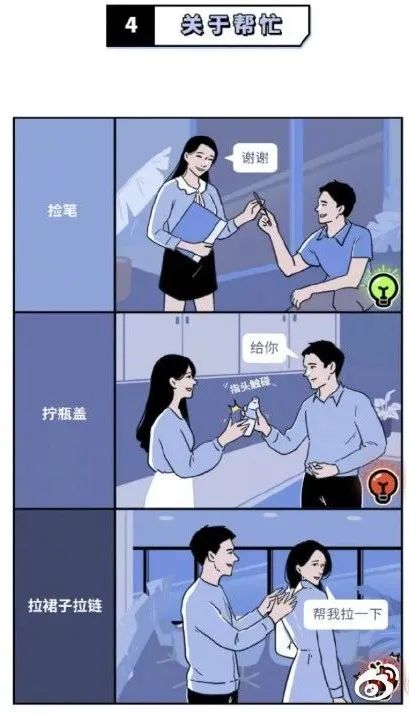 4 关于帮忙
捡笔
谢谢
拧瓶盖
给你
指头触碰
拉裙子拉链
帮我拉一下